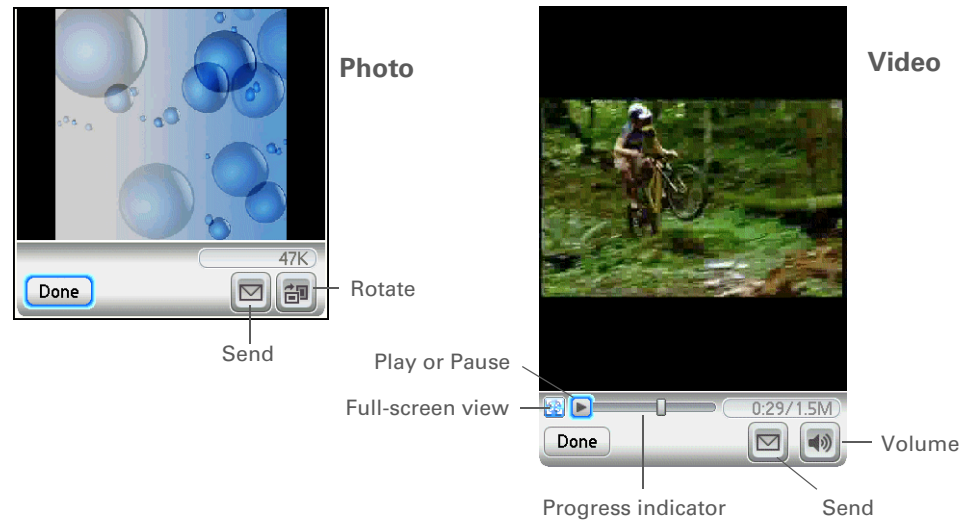 Photo
47K
Done
Rotate
Send
Video
Play or Pause
Full-screen view
0:29/1.5M
Done
Volume
Progress indicator
Send